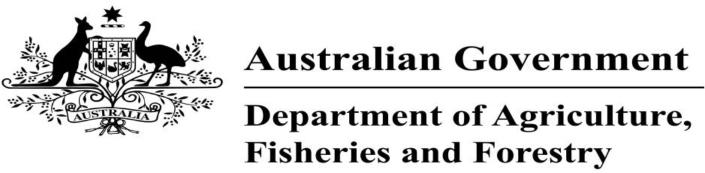 Australian Government
Department of Agriculture,
Fisheries and Forestry
AUSTRALIA